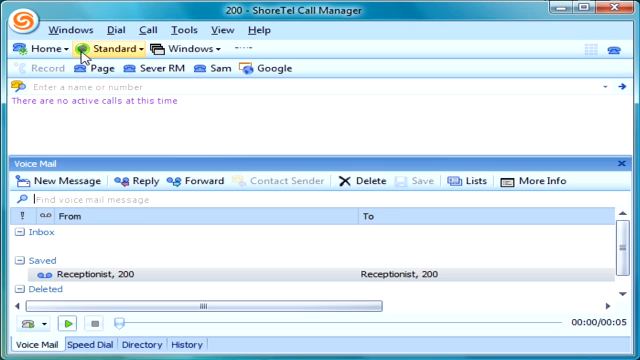 200 - ShoreTel Call Manager
Windows Dial Call Tools View Help
Home Standard Windows
Record Page Sever RM Sam Google
Enter a name or number
There are no active calls at this time
Voice Mail
New Message Reply Forward Contact Sender Delete Save Lists More Info
Find voicemail message
! From To
Inbox
Saved
Receptionist, 200 Receptionist, 200
Deleted
00:00/00:05
Voice Mail Speed Dial Directory History